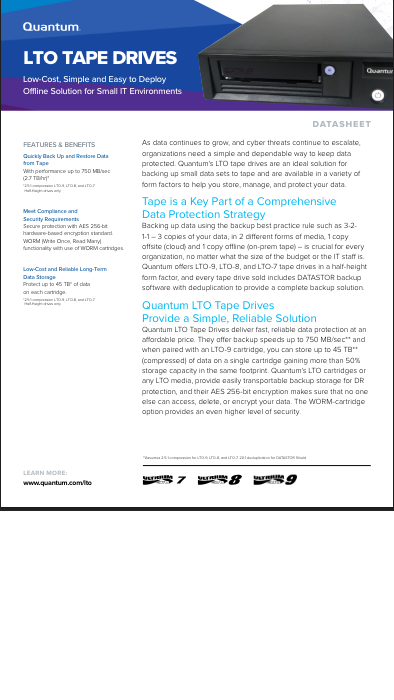 Quantum
LTO TAPE DRIVES
Low-Cost, Simple and Easy to Deploy
Offline Solution for Small IT Environments
Quantum
DATASHEET
FEATURES & BENEFITS
Quickly Back Up and Restore Data
from Tape
With performance up to 750 MB/sec
(2.7 TB/hr)*
Meet Compliance and
Security Requirements
Secure protection with AES 256-bit
hardware-based encryption standard.
WORM (Write Once, Read Many)
functionality with use of WORM cartridges.
Low-Cost and Reliable Long-Term
Data Storage
Protect up to 45 TB* of data
on each cartridge.
As data continues to grow, and cyber threats continue to escalate,
organizations need a simple and dependable way to keep data
protected. Quantum's LTO tape drives are an ideal solution for
backing up small data sets to tape and are available in a variety of
form factors to help you store, manage, and protect your data.
Tape is a Key Part of a Comprehensive
Data Protection Strategy
Backing up data using the backup best practice rule such as 3-2-
1-1 – 3 copies of your data, in 2 different forms of media, 1 copy
offsite (cloud) and 1 copy offline (on-prem tape) – is crucial for every
organization, no matter what the size of the budget or the IT staff is.
Quantum offers LTO-9, LTO-8, and LTO-7 tape drives in a half-height
form factor, and every tape drive sold includes DATASTOR backup
software with deduplication to provide a complete backup solution.
Quantum LTO Tape Drives
Provide a Simple, Reliable Solution
Quantum LTO Tape Drives deliver fast, reliable data protection at an
affordable price. They offer backup speeds up to 750 MB/sec** and
when paired with an LTO-9 cartridge, you can store up to 45 TB**
(compressed) of data on a single cartridge gaining more than 50%
storage capacity in the same footprint. Quantum's LTO cartridges or
any LTO media, provide easily transportable backup storage for DR
protection, and their AES 256-bit encryption makes sure that no one
else can access, delete, or encrypt your data. The WORM-cartridge
option provides an even higher level of security.
LEARN MORE:
www.quantum.com/lto
ULTRIUM 7 ULTRIUM 8 ULTRIUM 9